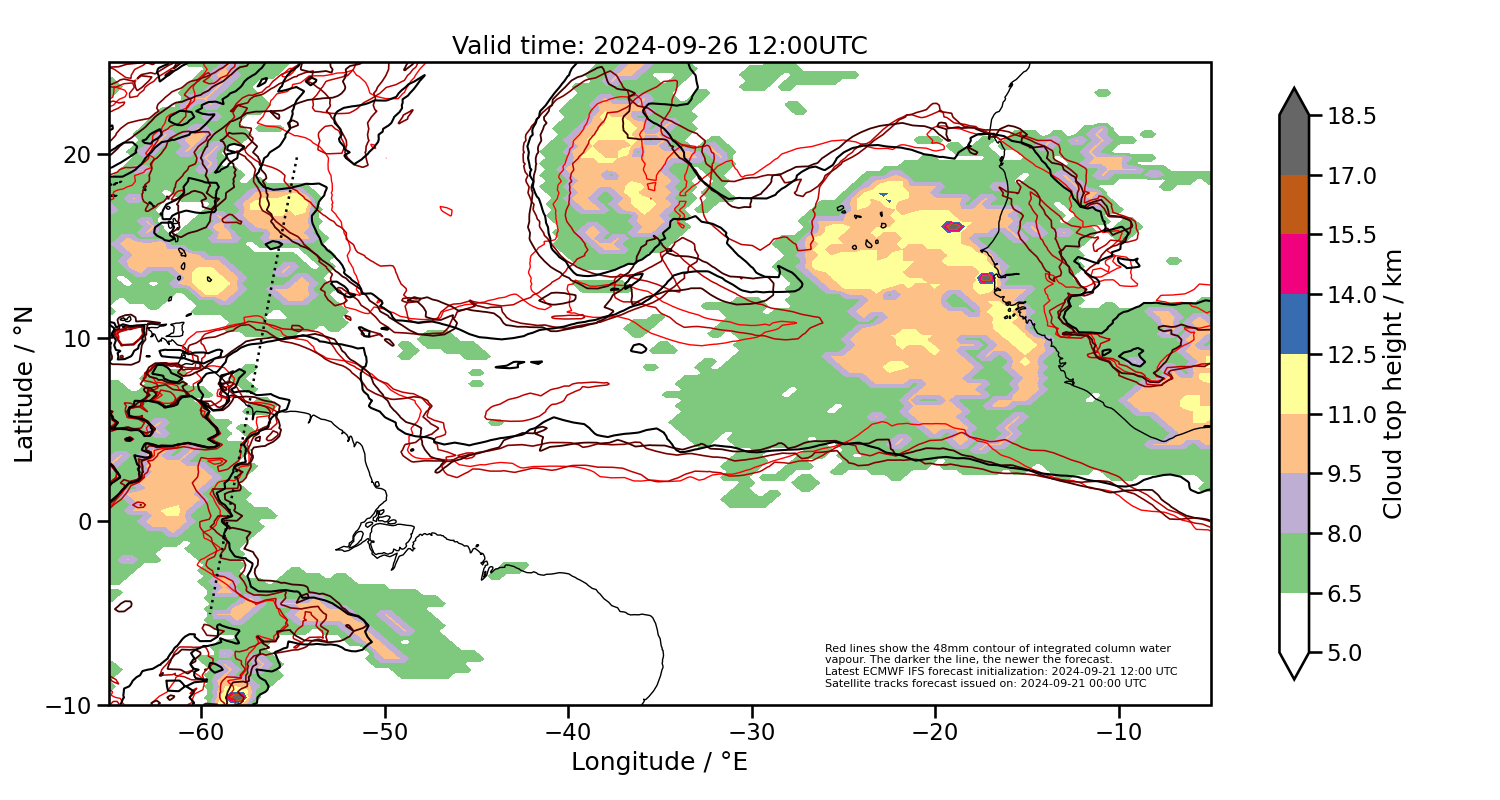 Valid time: 2024-09-26 12:00UTC
20
10
0
−10
Latitude / °N
−60
−50
−40
−30
−20
−10
Longitude / °E
Red lines show the 48mm contour of integrated column water
vapour. The darker the line, the newer the forecast.
Latest ECMWF IFS forecast initialization: 2024-09-21 12:00 UTC
Satellite tracks forecast issued on: 2024-09-21 00:00 UTC
18.5
17.0
15.5
14.0
12.5
11.0
9.5
8.0
6.5
5.0
Cloud top height / km